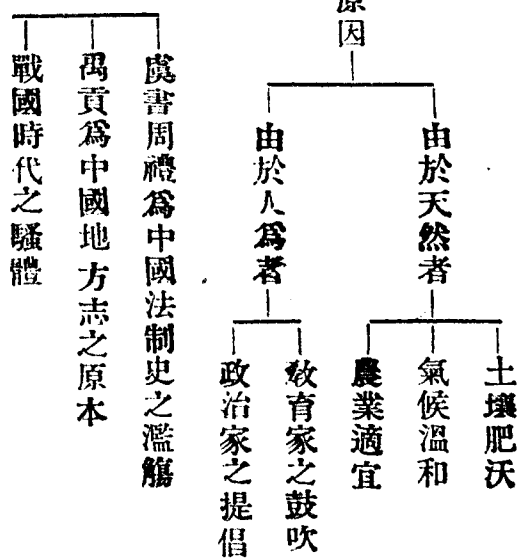 原因
由於天然者
土壤肥沃
氣候溫和
農業適宜
由於人爲者
敎育家之鼓吹
政治家之提倡
虞書周禮爲中國法制史之濫觴
禹貢爲中國地方志之原本
戰國時代之騷體